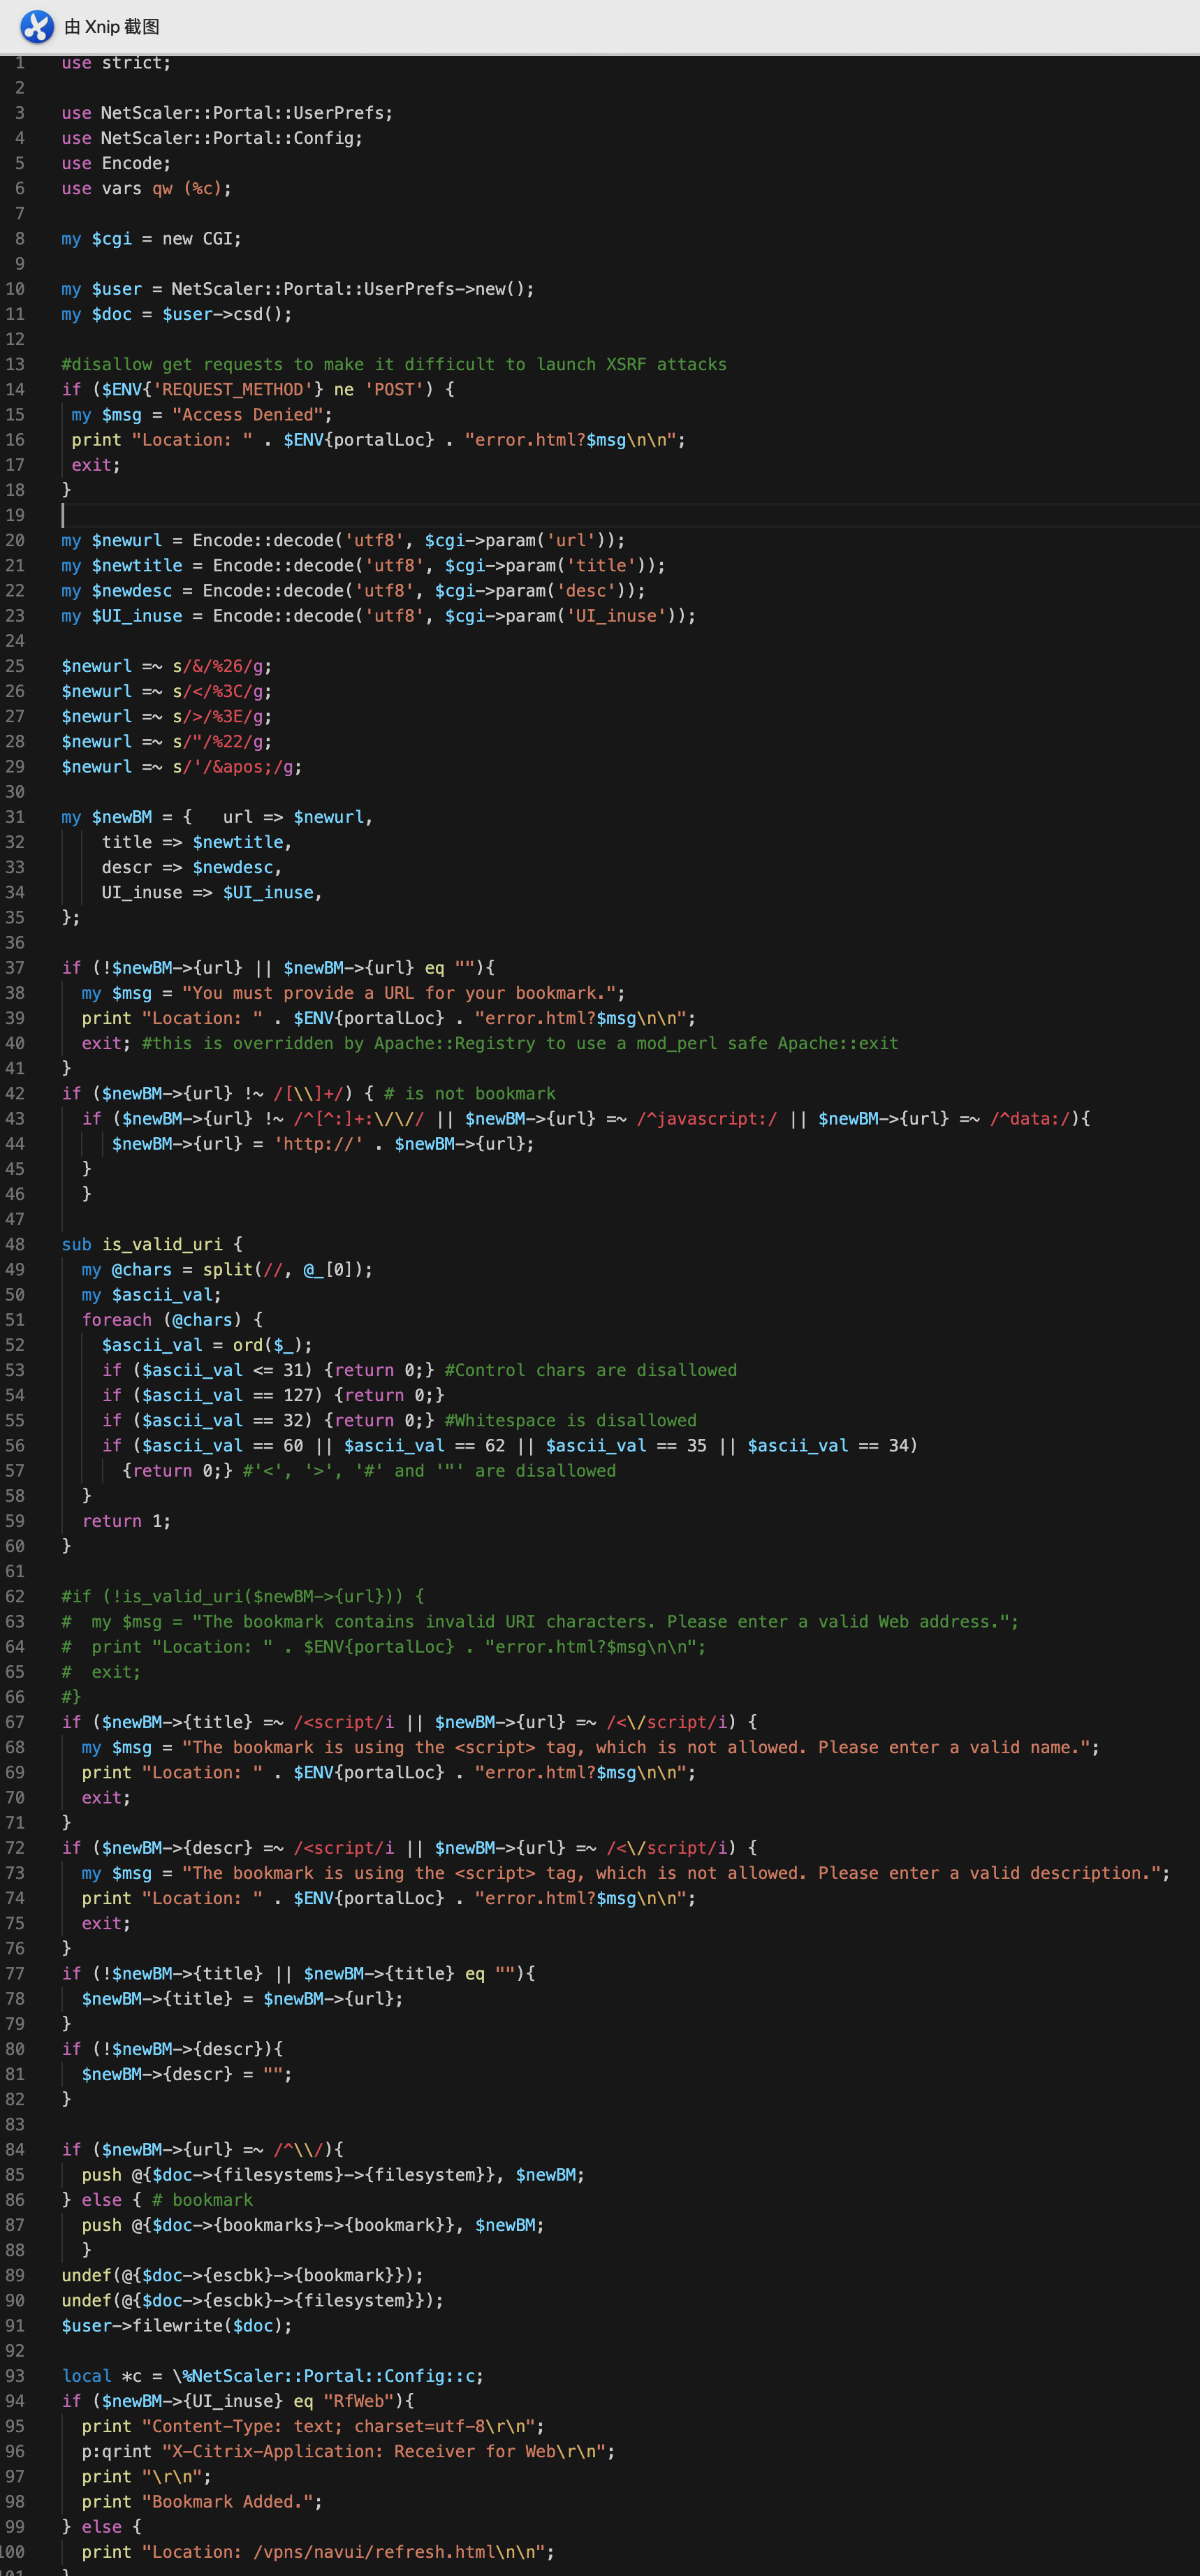 由 Xnip 截图
1 use strict;
2
3 use NetScaler::Portal::UserPrefs;
4 use NetScaler::Portal::Config;
5 use Encode;
6 use vars qw (%c);
7
8 my $cgi = new CGI;
9
10 my $user = NetScaler::Portal::UserPrefs->new();
11 my $doc = $user->csd();
12
13 #disallow get requests to make it difficult to launch XSRF attacks
14 if ($ENV{'REQUEST_METHOD'} ne 'POST') {
15 my $msg = "Access Denied";
16 print "Location: " . $ENV{portalLoc} . "error.html?$msg\n\n";
17 exit;
18 }
19
20 my $newurl = Encode::decode('utf8', $cgi->param('url'));
21 my $newtitle = Encode::decode('utf8', $cgi->param('title'));
22 my $newdesc = Encode::decode('utf8', $cgi->param('desc'));
23 my $UI_inuse = Encode::decode('utf8', $cgi->param('UI_inuse'));
24
25 $newurl =~ s/&/%26/g;
26 $newurl =~ s/</%3C/g;
27 $newurl =~ s/>/%3E/g;
28 $newurl =~ s/"/%22/g;
29 $newurl =~ s/'/&apos;/g;
30
31 my $newBM = {   url => $newurl,
32 title => $newtitle,
33 descr => $newdesc,
34 UI_inuse => $UI_inuse,
35 };
36
37 if (!$newBM->{url} || $newBM->{url} eq ""){
38 my $msg = "You must provide a URL for your bookmark.";
39 print "Location: " . $ENV{portalLoc} . "error.html?$msg\n\n";
40 exit; #this is overridden by Apache::Registry to use a mod_perl safe Apache::exit
41 }
42 if ($newBM->{url} !~ /[\\]+/) { # is not bookmark
43 if ($newBM->{url} !~ /^[^:]+:\/\// || $newBM->{url} =~ /^javascript:/ || $newBM->{url} =~ /^data:/){
44 $newBM->{url} = 'http://' . $newBM->{url};
45 }
46 }
47
48 sub is_valid_uri {
49 my @chars = split(//, @_[0]);
50 my $ascii_val;
51 foreach (@chars) {
52 $ascii_val = ord($_);
53 if ($ascii_val <= 31) {return 0;} #Control chars are disallowed
54 if ($ascii_val == 127) {return 0;}
55 if ($ascii_val == 32) {return 0;} #Whitespace is disallowed
56 if ($ascii_val == 60 || $ascii_val == 62 || $ascii_val == 35 || $ascii_val == 34)
57 {return 0;} #'<', '>', '#' and '"' are disallowed
58 }
59 return 1;
60 }
61
62 #if (!is_valid_uri($newBM->{url})) {
63 #  my $msg = "The bookmark contains invalid URI characters. Please enter a valid Web address.";
64 #  print "Location: " . $ENV{portalLoc} . "error.html?$msg\n\n";
65 #  exit;
66 #}
67 if ($newBM->{title} =~ /<script/i || $newBM->{url} =~ /<\/script/i) {
68 my $msg = "The bookmark is using the <script> tag, which is not allowed. Please enter a valid name.";
69 print "Location: " . $ENV{portalLoc} . "error.html?$msg\n\n";
70 exit;
71 }
72 if ($newBM->{descr} =~ /<script/i || $newBM->{url} =~ /<\/script/i) {
73 my $msg = "The bookmark is using the <script> tag, which is not allowed. Please enter a valid description.";
74 print "Location: " . $ENV{portalLoc} . "error.html?$msg\n\n";
75 exit;
76 }
77 if (!$newBM->{title} || $newBM->{title} eq ""){
78 $newBM->{title} = $newBM->{url};
79 }
80 if (!$newBM->{descr}){
81 $newBM->{descr} = "";
82 }
83
84 if ($newBM->{url} =~ /^\\/){
85 push @{$doc->{filesystems}->{filesystem}}, $newBM;
86 } else { # bookmark
87 push @{$doc->{bookmarks}->{bookmark}}, $newBM;
88 }
89 undef(@{$doc->{escbk}->{bookmark}});
90 undef(@{$doc->{escbk}->{filesystem}});
91 $user->filewrite($doc);
92
93 local *c = \%NetScaler::Portal::Config::c;
94 if ($newBM->{UI_inuse} eq "RfWeb"){
95 print "Content-Type: text; charset=utf-8\r\n";
96 p:qrint "X-Citrix-Application: Receiver for Web\r\n";
97 print "\r\n";
98 print "Bookmark Added.";
99 } else {
100 print "Location: /vpns/navui/refresh.html\n\n";
101 }